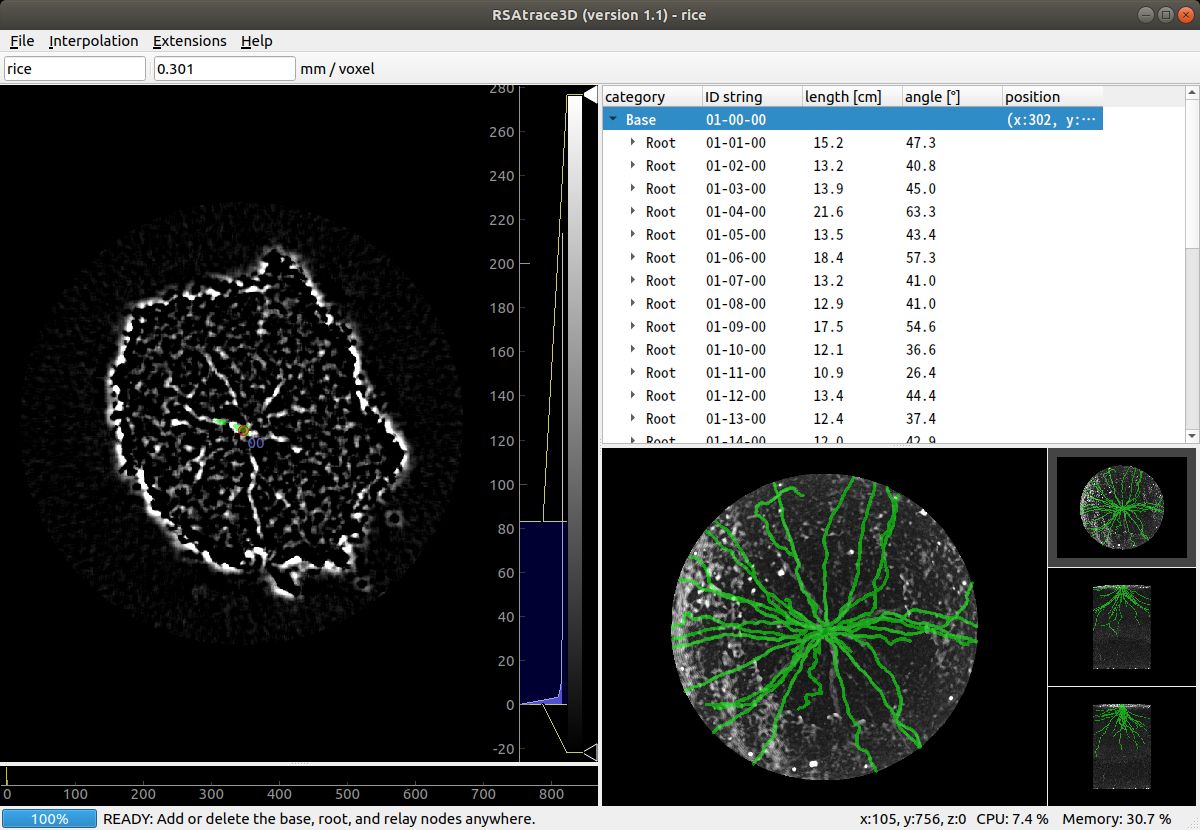 RSAtrace3D (version 1.1) - rice
File Interpolation Extensions Help
rice 0.301 mm / voxel
280
260
240
220
200
180
160
140
120
100
80
60
40
20
0
-20
00
0 100 200 300 400 500 600 700 800
category ID string length [cm] angle [°] position
Base 01-00-00 (x:302, y:⋯
Root 01-01-00 15.2 47.3
Root 01-02-00 13.2 40.8
Root 01-03-00 13.9 45.0
Root 01-04-00 21.6 63.3
Root 01-05-00 13.5 43.4
Root 01-06-00 18.4 57.3
Root 01-07-00 13.2 41.0
Root 01-08-00 12.9 41.0
Root 01-09-00 17.5 54.6
Root 01-10-00 12.1 36.6
Root 01-11-00 10.9 26.4
Root 01-12-00 13.4 44.4
Root 01-13-00 12.4 37.4
Root 01-14-00 12.0 42.9
100% READY: Add or delete the base, root, and relay nodes anywhere. x:105, y:756, z:0 CPU: 7.4 % Memory: 30.7 %